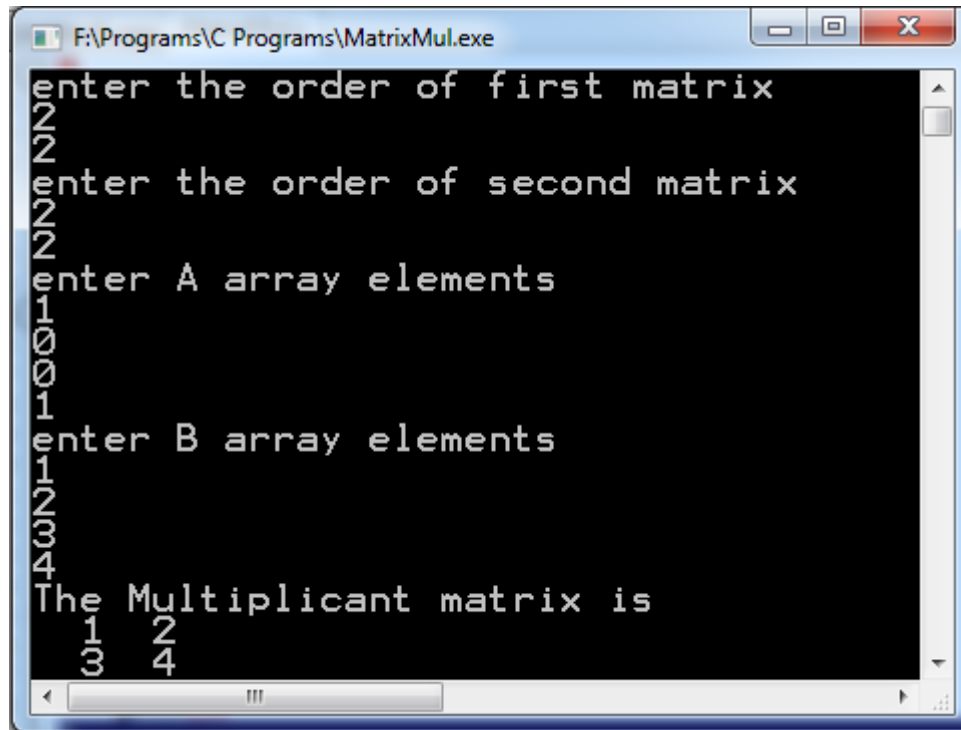 F:\Programs\C Programs\MatrixMul.exe
enter the order of first matrix
2
2
enter the order of second matrix
2
2
enter A array elements
1
0
0
1
enter B array elements
1
2
3
4
The Multiplicant matrix is
1 2
3 4